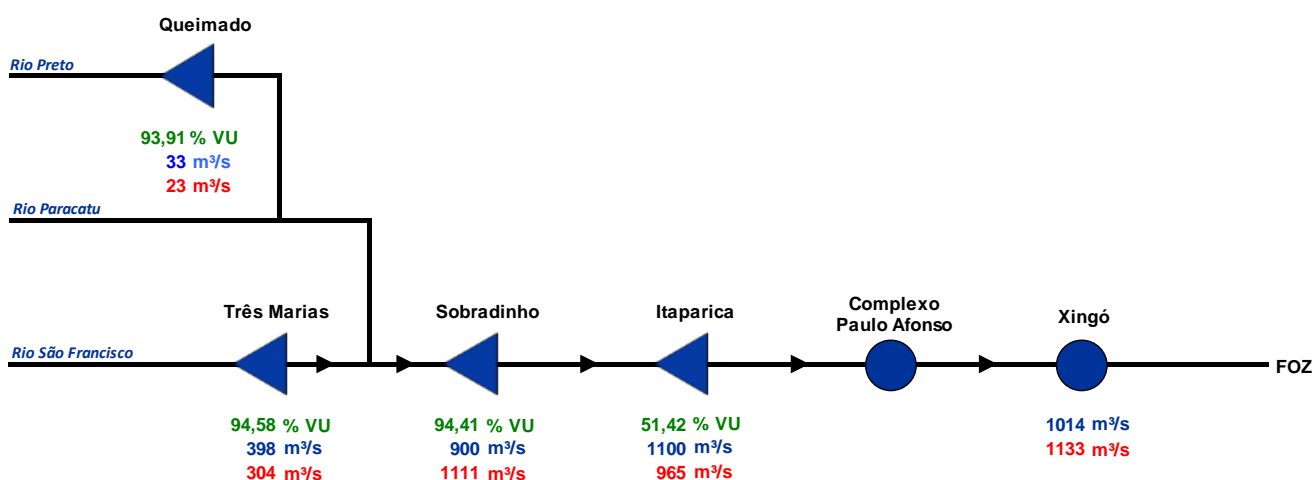 Queimado
Rio Preto
93,91 % VU
33 m³/s
23 m³/s
Rio Paracatu
Três Marias
Sobradinho
Itaparica
Complexo
Paulo Afonso
Xingó
Rio São Francisco
FOZ
94,58 % VU
398 m³/s
304 m³/s
94,41 % VU
900 m³/s
1111 m³/s
51,42 % VU
1100 m³/s
965 m³/s
1014 m³/s
1133 m³/s